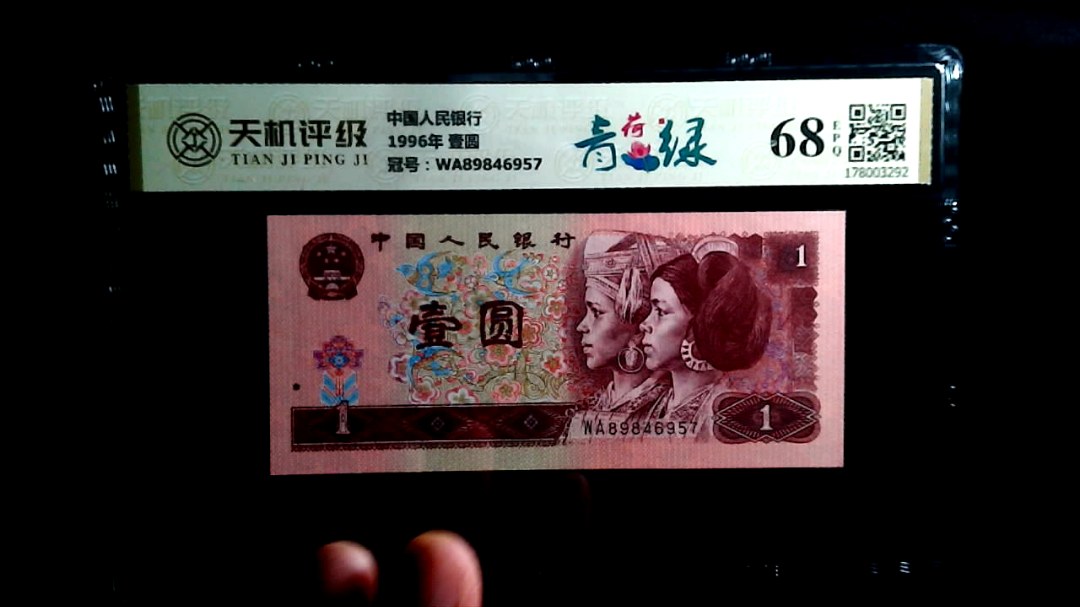 天机评级
TIAN JI PING JI
中国人民银行
1996年 壹圆
冠号：WA89846957
青荷绿
68
EPQ
178003292
中国人民银行
1
壹圆
1
WA89846957
1